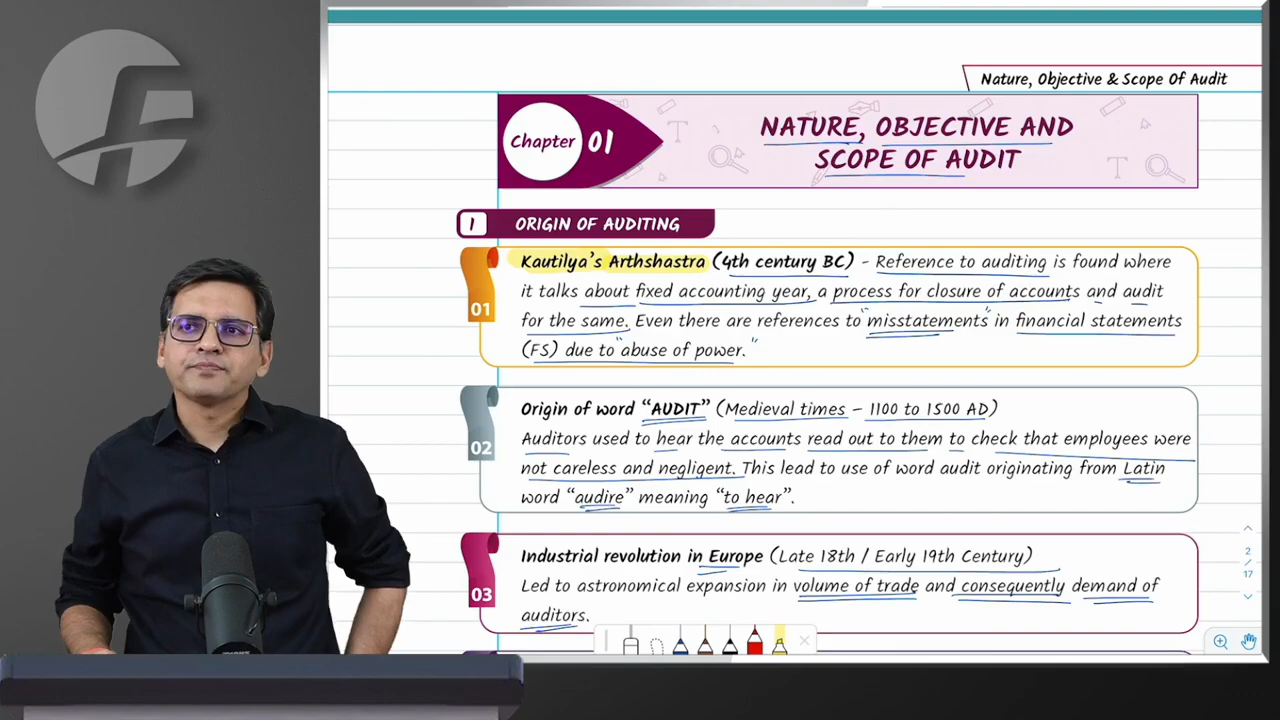 Nature, Objective & Scope Of Audit
Chapter 01
NATURE, OBJECTIVE AND
SCOPE OF AUDIT
1 ORIGIN OF AUDITING
01
Kautilya's Arthshastra (4th century BC) - Reference to auditing is found where
it talks about fixed accounting year, a process for closure of accounts and audit
for the same. Even there are references to "misstatements" in financial statements
(FS) due to "abuse of power."
02
Origin of word "AUDIT" (Medieval times – 1100 to 1500 AD)
Auditors used to hear the accounts read out to them to check that employees were
not careless and negligent. This lead to use of word audit originating from Latin
word "audire" meaning "to hear".
03
Industrial revolution in Europe (Late 18th / Early 19th Century)
Led to astronomical expansion in volume of trade and consequently demand of
auditors.
2
/
17